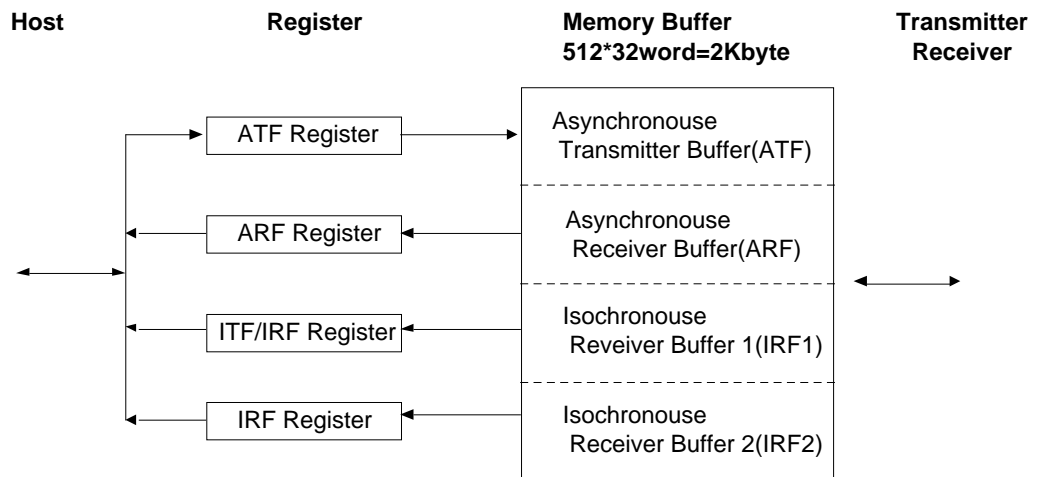 Host
Register
Memory Buffer
512*32word=2Kbyte
Transmitter
Receiver
ATF Register
Asynchronouse
Transmitter Buffer(ATF)
ARF Register
Asynchronouse
Receiver Buffer(ARF)
ITF/IRF Register
Isochronouse
Reveiver Buffer 1(IRF1)
IRF Register
Isochronouse
Receiver Buffer 2(IRF2)